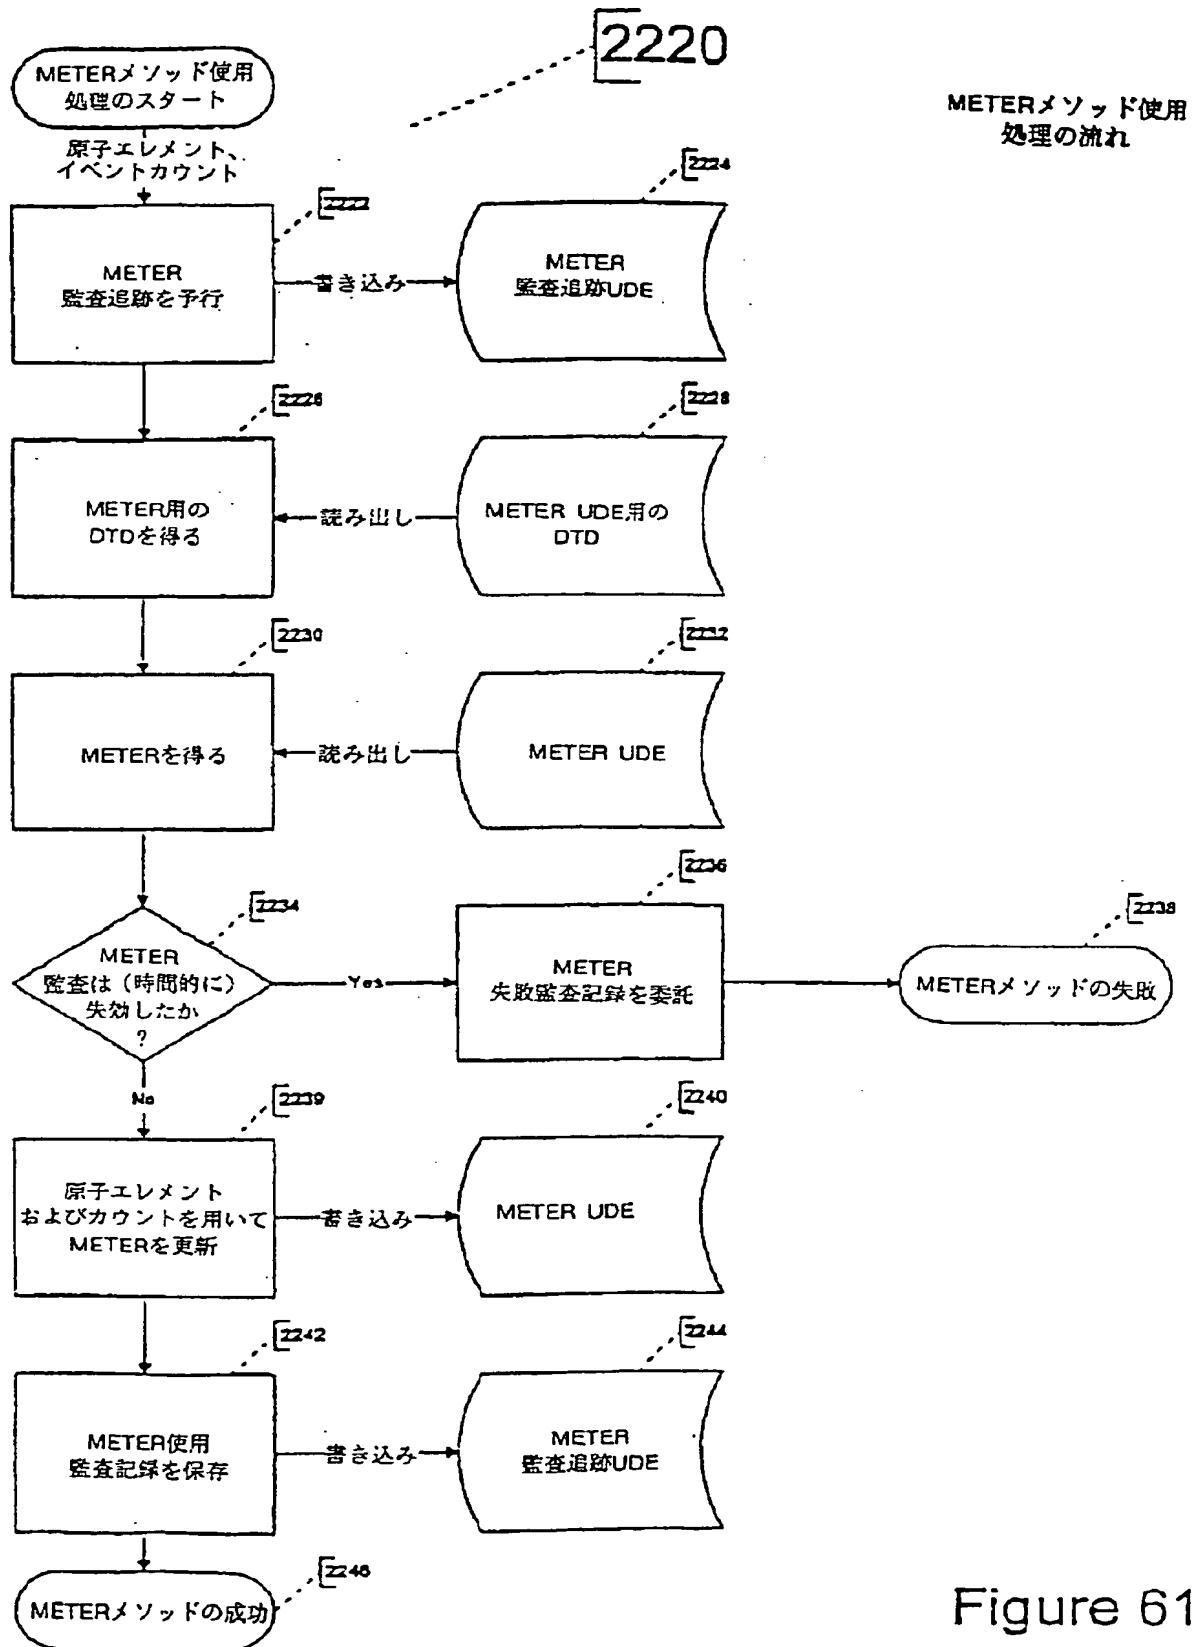 2220
METERメソッド使用
処理のスタート
METERメソッド使用
処理の流れ
原子エレメント、
イベントカウント
2222
2224
METER
監査追跡を予行
書き込み
METER
監査追跡UDE
2226
2228
METER用の
DTDを得る
読み出し
METER UDE用の
DTD
2230
2232
METERを得る
読み出し
METER UDE
2234
2236
2238
METER
監査は(時間的に)
失効したか
?
Yes
METER
失敗監査記録を委託
METERメソッドの失敗
No
2239
2240
原子エレメント
およびカウントを用いて
METERを更新
書き込み
METER UDE
2242
2244
METER使用
監査記録を保存
書き込み
METER
監査追跡UDE
2246
METERメソッドの成功
Figure 61